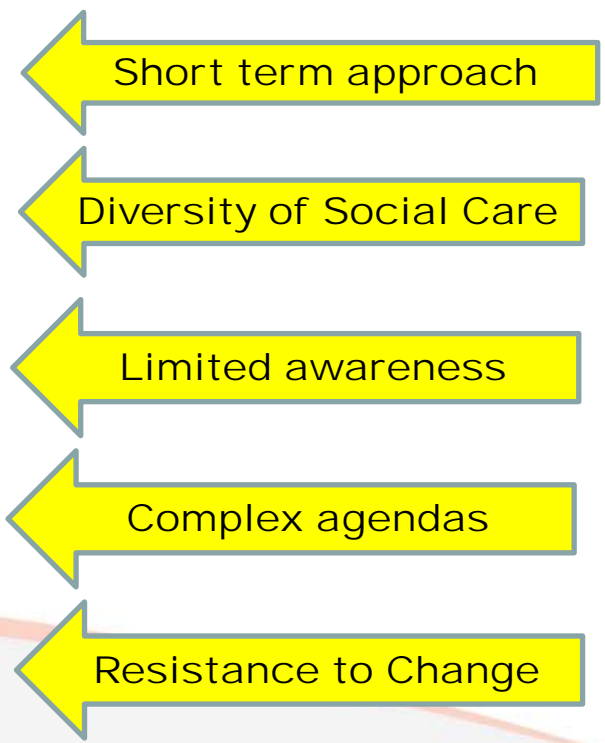 Short term approach
Diversity of Social Care
Limited awareness
Complex agendas
Resistance to Change